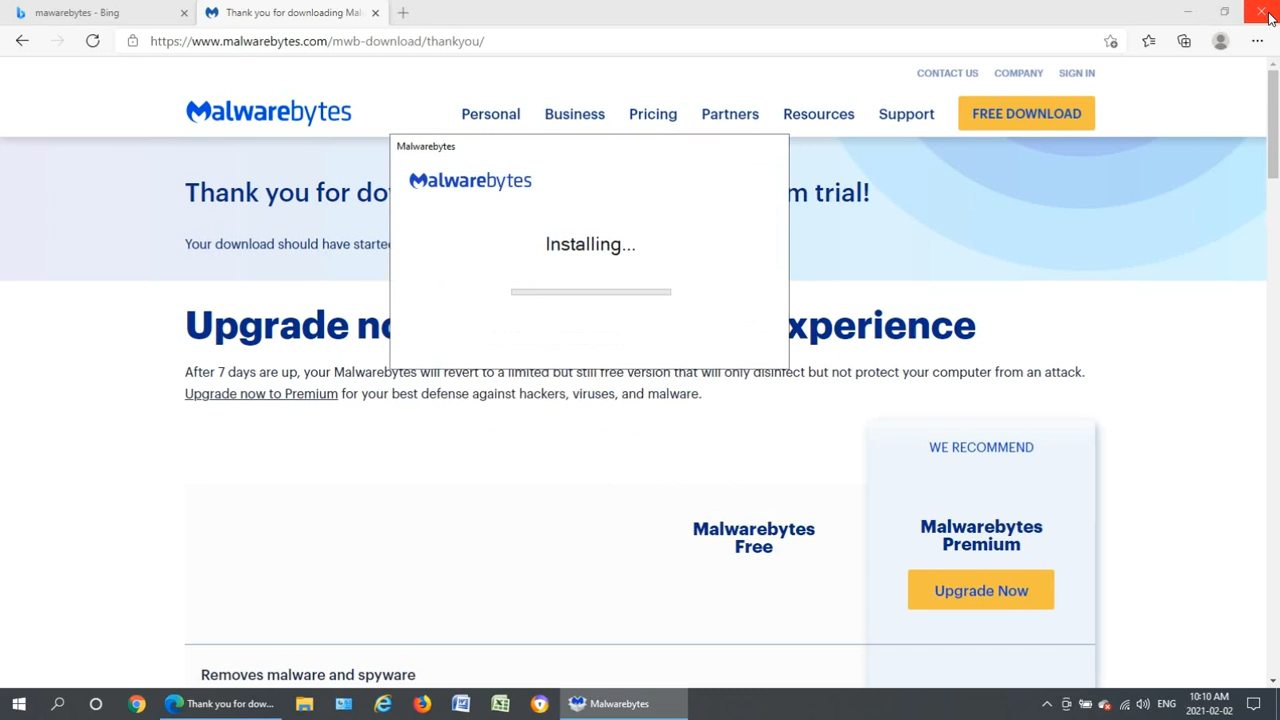 mawarebytes - Bing
Thank you for downloading Mal
https://www.malwarebytes.com/mwb-download/thankyou/
CONTACT US COMPANY SIGN IN
Malwarebytes
Personal Business Pricing Partners Resources Support FREE DOWNLOAD
Malwarebytes
Malwarebytes
Thank you for do m trial!
Installing...
Your download should have starte
Upgrade no xperience
After 7 days are up, your Malwarebytes will revert to a limited but still free version that will only disinfect but not protect your computer from an attack.
Upgrade now to Premium for your best defense against hackers, viruses, and malware.
WE RECOMMEND
Malwarebytes
Free
Malwarebytes
Premium
Upgrade Now
Removes malware and spyware
Thank you for dow...
Malwarebytes
ENG
10:10 AM
2021-02-02